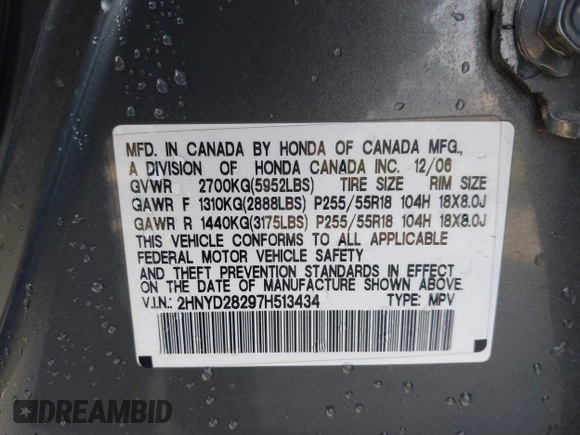 MFD. IN CANADA BY HONDA OF CANADA MFG.,
A DIVISION OF HONDA CANADA INC. 12/06
GVWR 2700KG(5952LBS) TIRE SIZE RIM SIZE
GAWR F 1310KG(2888LBS) P255/55R18 104H 18X8.0J
GAWR R 1440KG(3175LBS) P255/55R18 104H 18X8.0J
THIS VEHICLE CONFORMS TO ALL APPLICABLE
FEDERAL MOTOR VEHICLE SAFETY
AND THEFT PREVENTION STANDARDS IN EFFECT
ON THE DATE OF MANUFACTURE SHOWN ABOVE.
V.I.N.: 2HNYD28297H513434 TYPE: MPV
DREAMBID